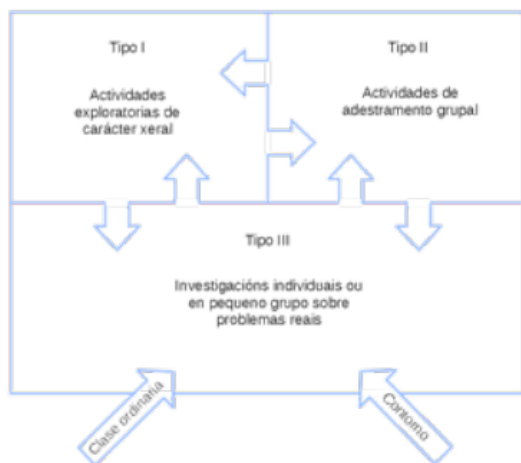 Tipo I
Actividades
exploratorias de
carácter xeral
Tipo II
Actividades de
adestramento grupal
Tipo III
Investigacións individuais ou
en pequeno grupo sobre
problemas reais
Clase ordinaria
Contorno